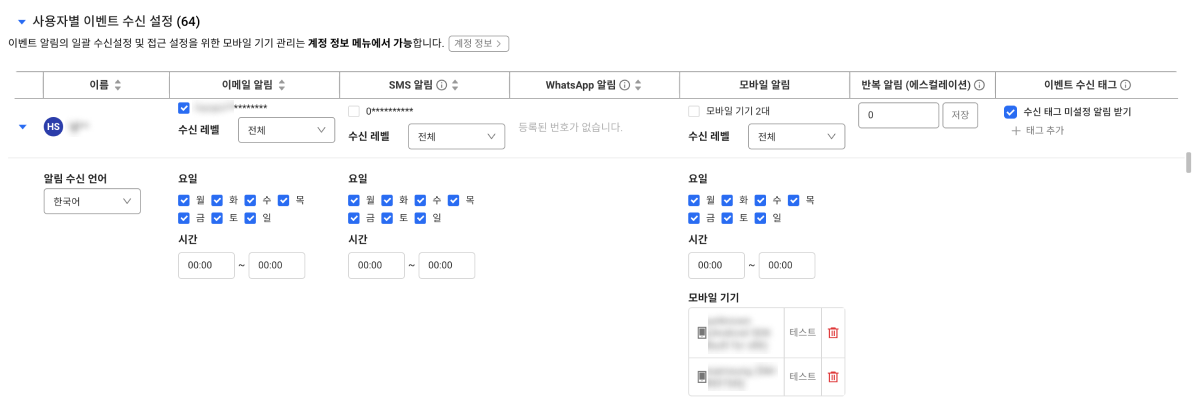 사용자별 이벤트 수신 설정 (64)
이벤트 알림의 일괄 수신설정 및 접근 설정을 위한 모바일 기기 관리는 계정 정보 메뉴에서 가능합니다. 계정 정보 >
이름 이메일 알림 SMS 알림 WhatsApp 알림 모바일 알림 반복 알림 (에스컬레이션) 이벤트 수신 태그
HS ******** 0********** 등록된 번호가 없습니다. 모바일 기기 2대 0 저장 수신 태그 미설정 알림 받기
수신 레벨 전체 수신 레벨 전체 수신 레벨 전체 + 태그 추가
알림 수신 언어 요일 요일 요일
한국어 월 화 수 목 월 화 수 목 월 화 수 목
금 토 일 금 토 일 금 토 일
시간 시간 시간
00:00 ~ 00:00 00:00 ~ 00:00 00:00 ~ 00:00
모바일 기기
테스트
테스트